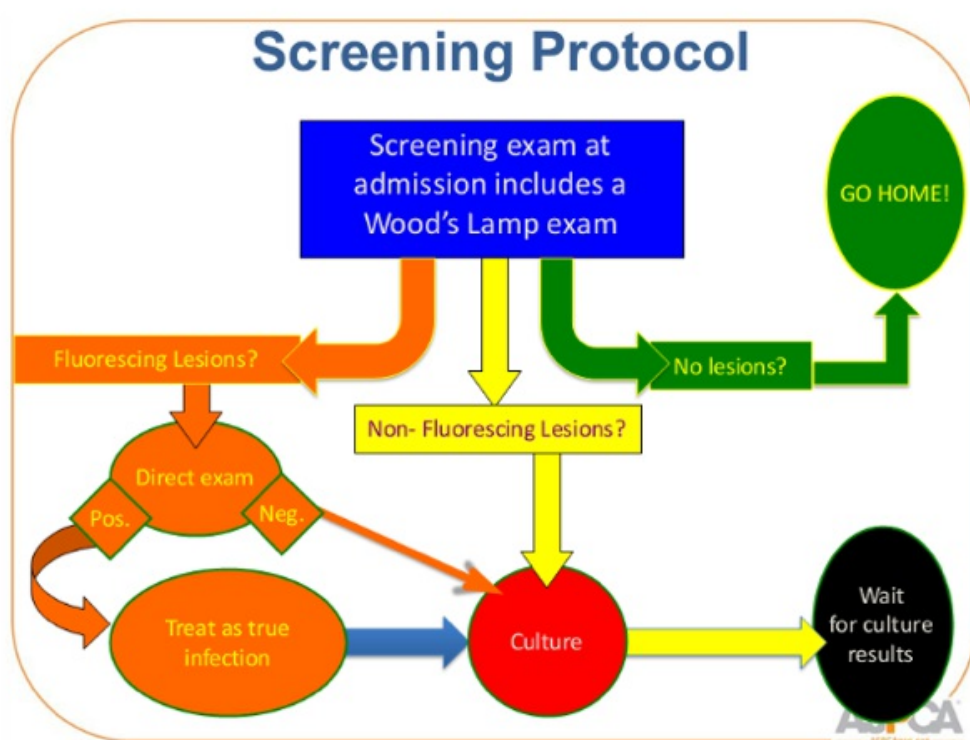 Screening Protocol
Screening exam at
admission includes a
Wood's Lamp exam
GO HOME!
Fluorescing Lesions?
No lesions?
Non- Fluorescing Lesions?
Direct exam
Pos.
Neg.
Treat as true
infection
Culture
Wait
for culture
results
ASPCA